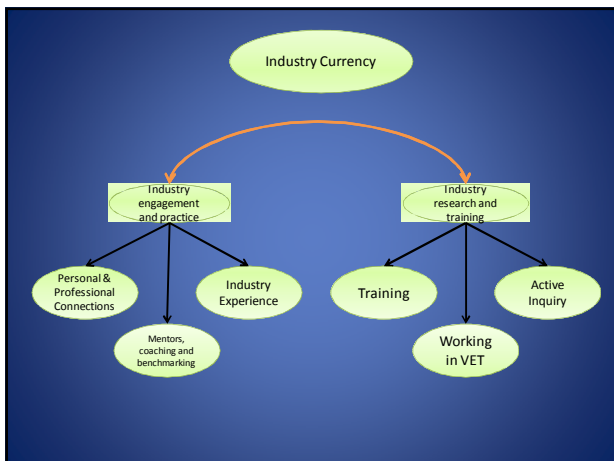 Industry Currency
Industry
engagement
and practice
Industry
research and
training
Personal &
Professional
Connections
Mentors,
coaching and
benchmarking
Industry
Experience
Training
Working
in VET
Active
Inquiry